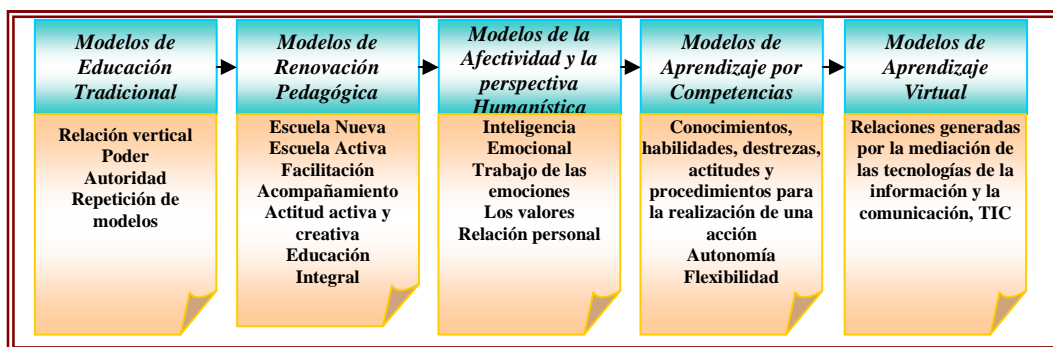 Modelos de
Educación
Tradicional
Relación vertical
Poder
Autoridad
Repetición de
modelos
Modelos de
Renovación
Pedagógica
Escuela Nueva
Escuela Activa
Facilitación
Acompañamiento
Actitud activa y
creativa
Educación
Integral
Modelos de la
Afectividad y la
perspectiva
Humanística
Inteligencia
Emocional
Trabajo de las
emociones
Los valores
Relación personal
Modelos de
Aprendizaje por
Competencias
Conocimientos,
habilidades, destrezas,
actitudes y
procedimientos para
la realización de una
acción
Autonomía
Flexibilidad
Modelos de
Aprendizaje
Virtual
Relaciones generadas
por la mediación de
las tecnologías de la
información y la
comunicación, TIC